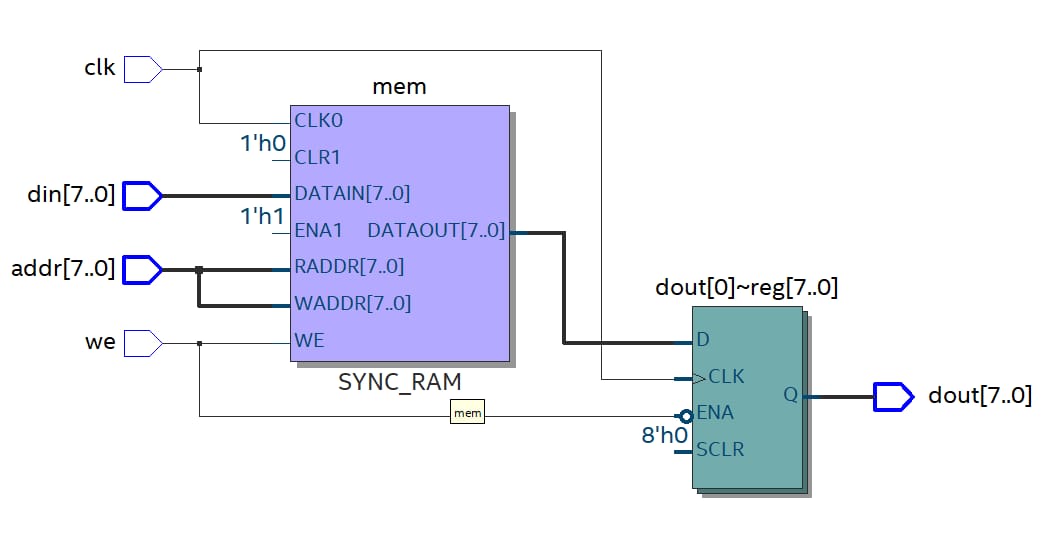 clk
mem
CLK0
1'h0
CLR1
din[7..0]
DATAIN[7..0]
1'h1
ENA1 DATAOUT[7..0]
addr[7..0]
RADDR[7..0]
WADDR[7..0]
we
WE
SYNC_RAM
mem
dout[0]~reg[7..0]
D
CLK
Q
ENA
8'h0
SCLR
dout[7..0]